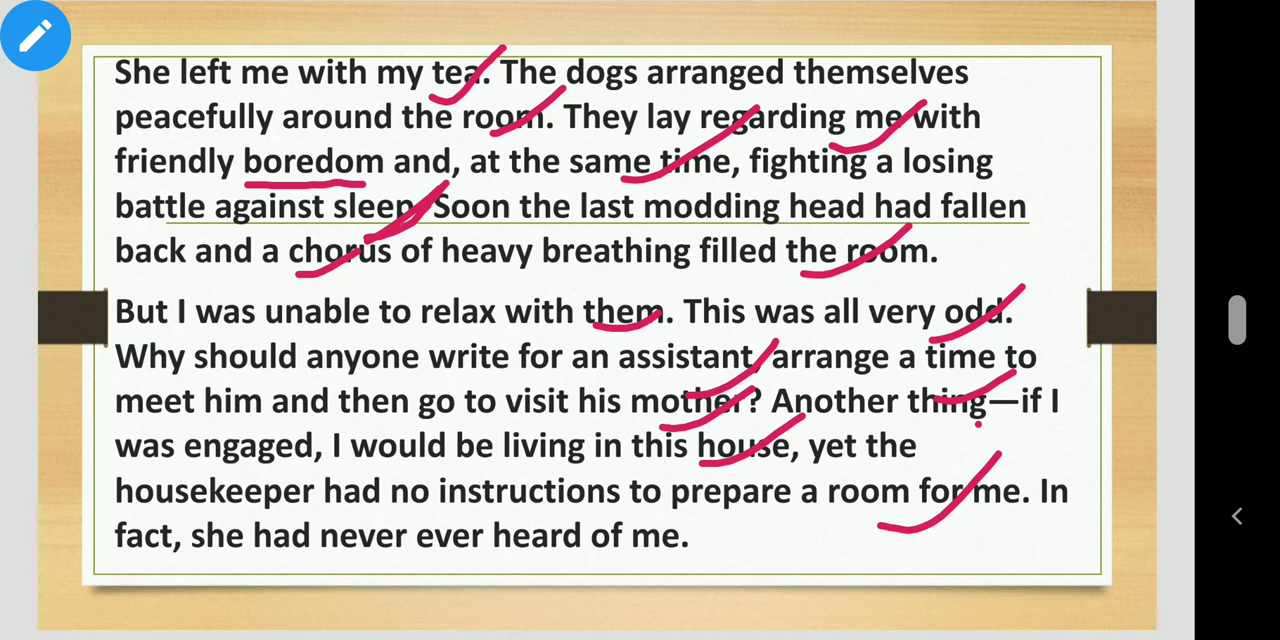 She left me with my tea. The dogs arranged themselves
peacefully around the room. They lay regarding me with
friendly boredom and, at the same time, fighting a losing
battle against sleep. Soon the last modding head had fallen
back and a chorus of heavy breathing filled the room.
But I was unable to relax with them. This was all very odd.
Why should anyone write for an assistant, arrange a time to
meet him and then go to visit his mother? Another thing—if I
was engaged, I would be living in this house, yet the
housekeeper had no instructions to prepare a room for me. In
fact, she had never ever heard of me.